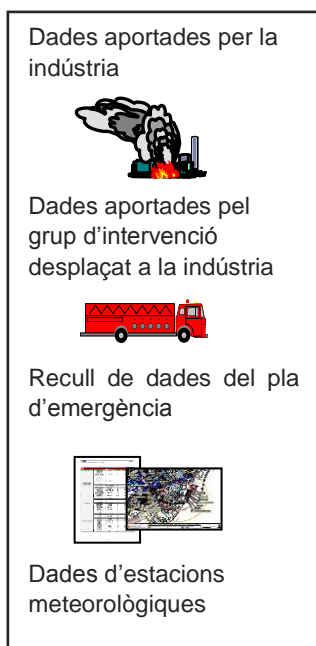 Dades aportades per la
indústria
Dades aportades pel
grup d’intervenció
desplaçat a la indústria
Recull de dades del pla
d’emergència
Dades d’estacions
meteorològiques